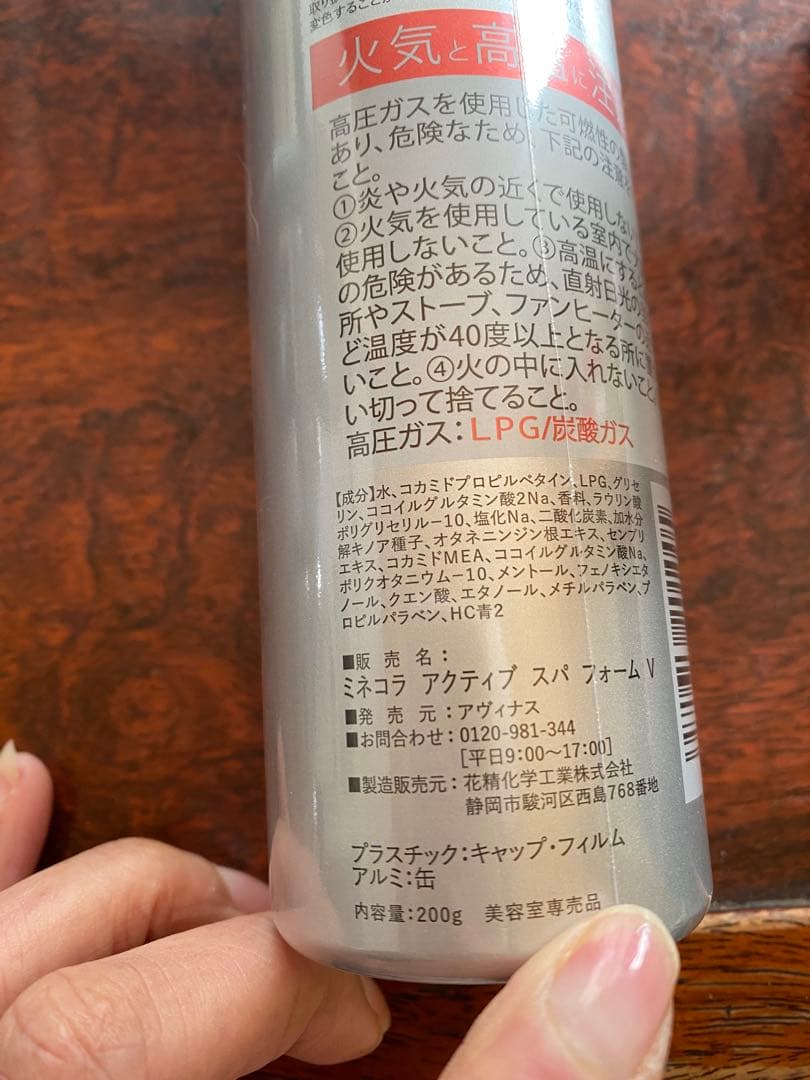 変色することが
火気と高温に注
高圧ガスを使用した可燃性の
あり、危険なため、下記の注意を
こと。
①炎や火気の近くで使用しない
②火気を使用している室内で大
使用しないこと。③高温にすると
の危険があるため、直射日光の
所やストーブ、ファンヒーターの
ど温度が40度以上となる所に置
いこと。④火の中に入れないこと
い切って捨てること。
高圧ガス：LPG/炭酸ガス
【成分】水、コカミドプロピルベタイン、LPG、グリセ
リン、ココイルグルタミン酸2Na、香料、ラウリン酸
ポリグリセリル－10、塩化Na、二酸化炭素、加水分
解キノア種子、オタネニンジン根エキス、センブリ
エキス、コカミドMEA、ココイルグルタミン酸Na、
ポリクオタニウム－10、メントール、フェノキシエタ
ノール、クエン酸、エタノール、メチルパラベン、プ
ロピルパラベン、HC青2
■販 売 名：
ミネコラ アクティブ スパ フォーム V
■発 売 元：アヴィナス
■お問合わせ：0120-981-344
[平日9:00～17:00]
■製造販売元：花精化学工業株式会社
静岡市駿河区西島768番地
プラスチック：キャップ・フィルム
アルミ：缶
内容量：200g 美容室専売品